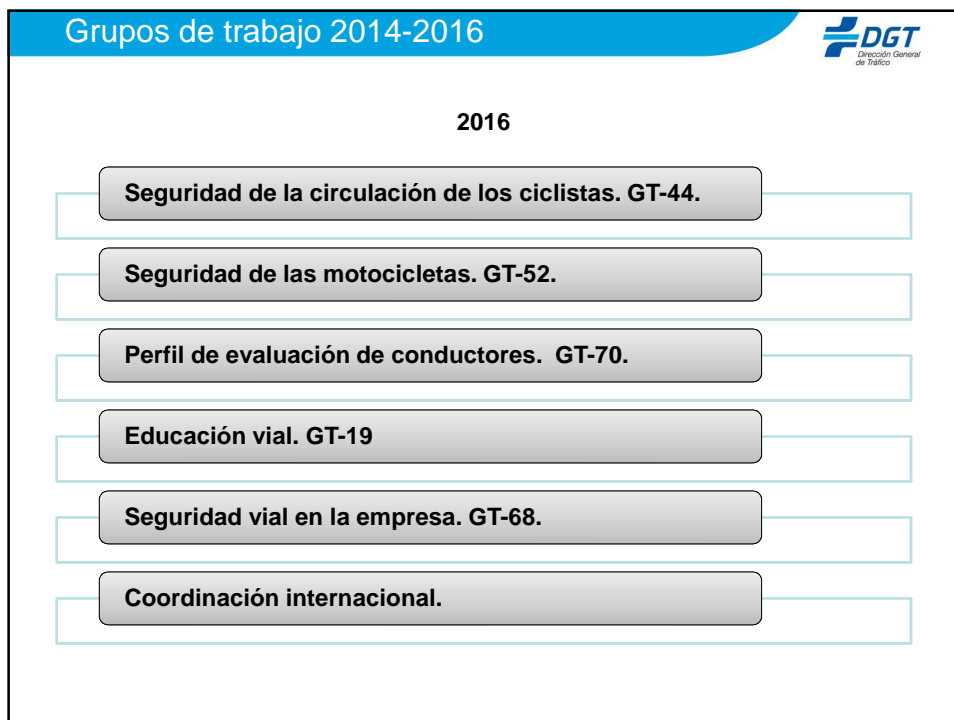 Grupos de trabajo 2014-2016
DGT
Dirección General
de Tráfico
2016
Seguridad de la circulación de los ciclistas. GT-44.
Seguridad de las motocicletas. GT-52.
Perfil de evaluación de conductores.  GT-70.
Educación vial. GT-19
Seguridad vial en la empresa. GT-68.
Coordinación internacional.